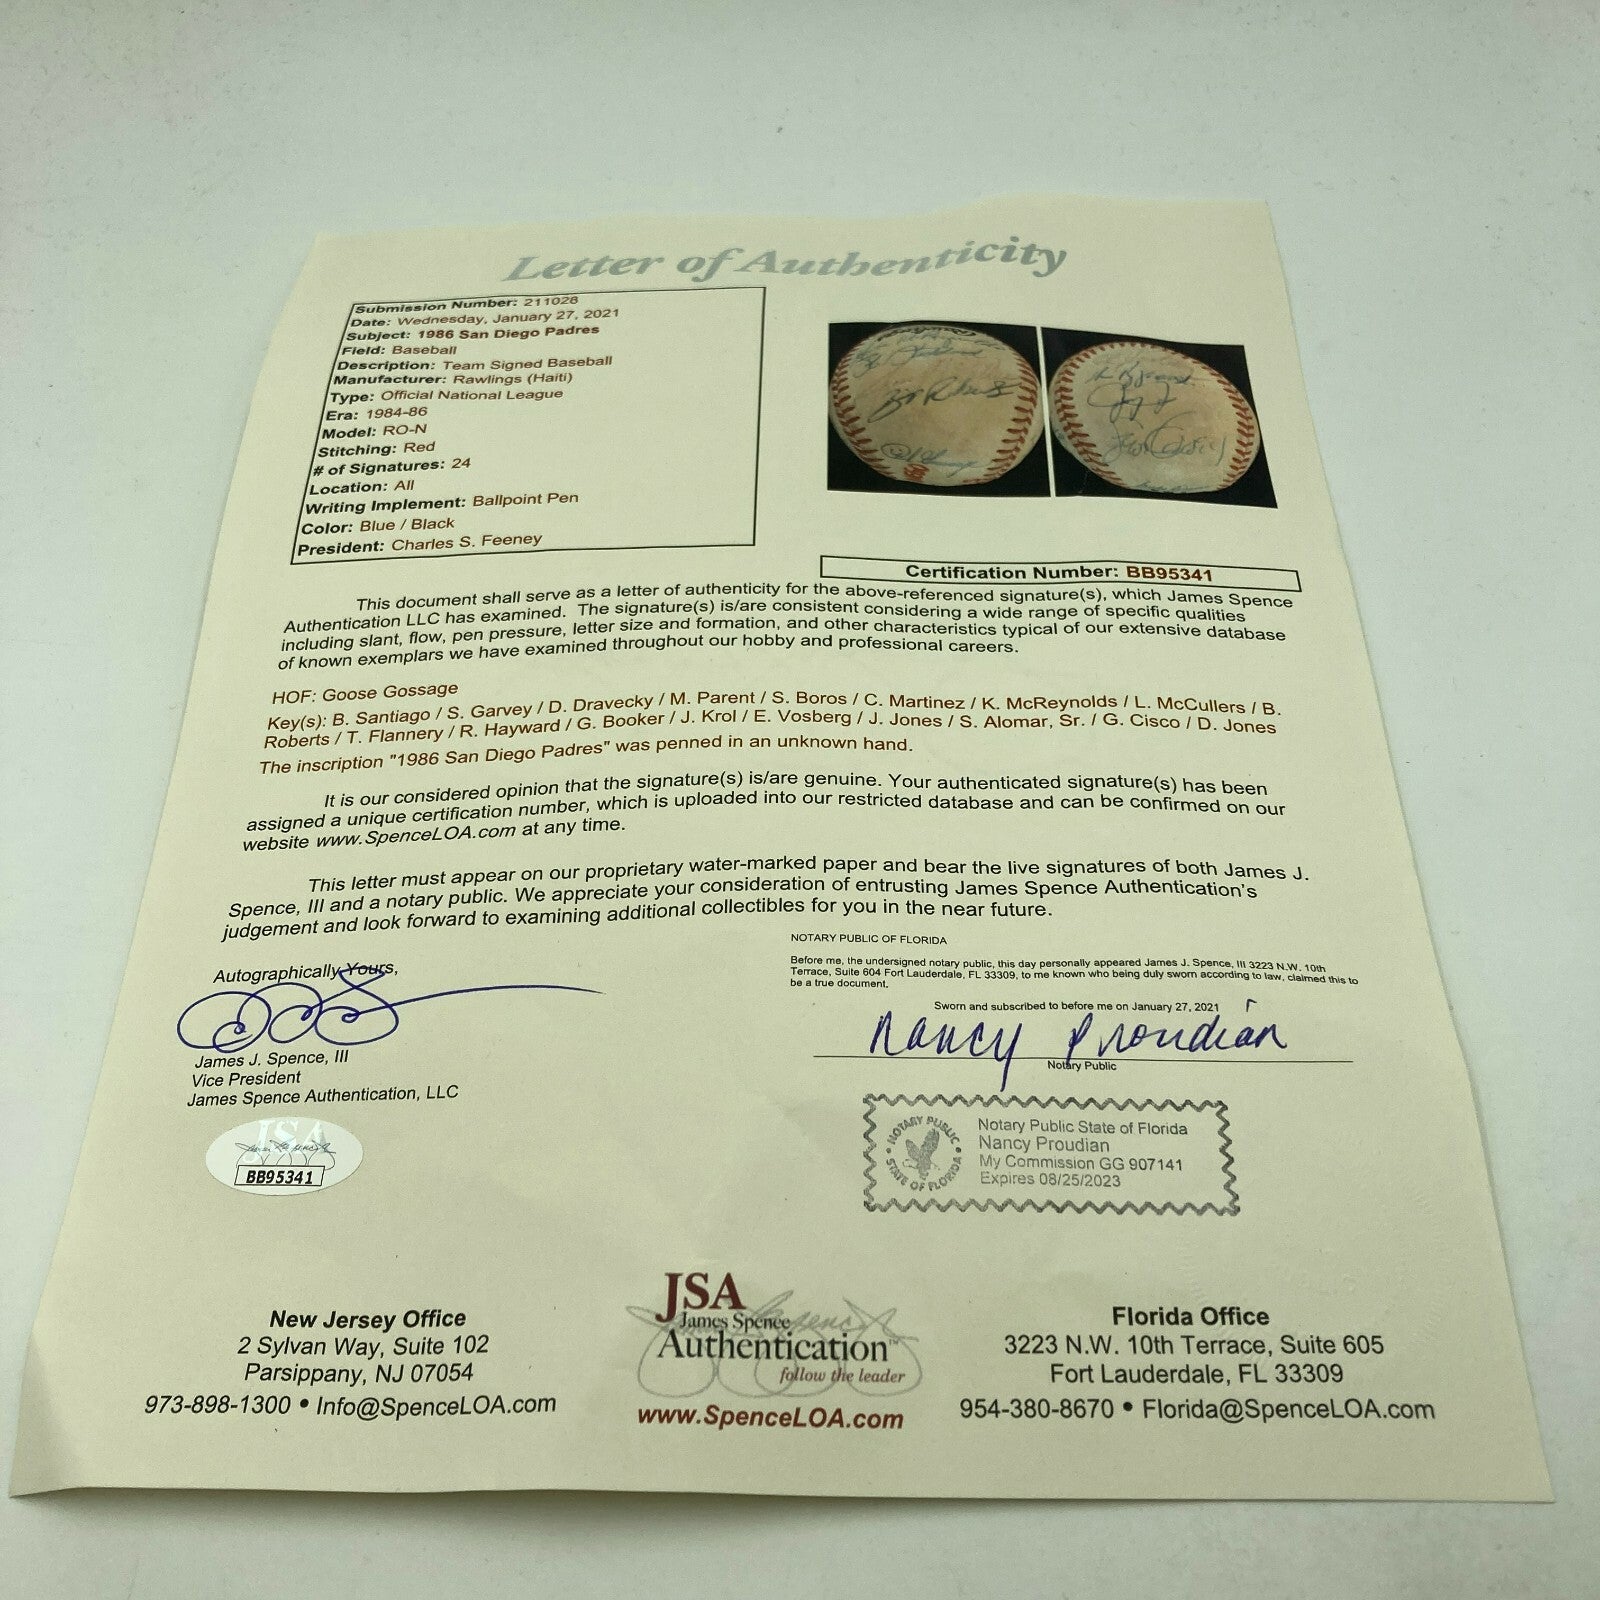 Letter of Authenticity
Submission Number: 211028
Date: Wednesday, January 27, 2021
Subject: 1986 San Diego Padres
Field: Baseball
Description: Team Signed Baseball
Manufacturer: Rawlings (Haiti)
Type: Official National League
Era: 1984-86
Model: RO-N
Stitching: Red
# of Signatures: 24
Location: All
Writing Implement: Ballpoint Pen
Color: Blue / Black
President: Charles S. Feeney
Certification Number: BB95341
This document shall serve as a letter of authenticity for the above-referenced signature(s), which James Spence
Authentication LLC has examined. The signature(s) is/are consistent considering a wide range of specific qualities
including slant, flow, pen pressure, letter size and formation, and other characteristics typical of our extensive database
of known exemplars we have examined throughout our hobby and professional careers.
HOF: Goose Gossage
Key(s): B. Santiago / S. Garvey / D. Dravecky / M. Parent / S. Boros / C. Martinez / K. McReynolds / L. McCullers / B.
Roberts / T. Flannery / R. Hayward / G. Booker / J. Krol / E. Vosberg / J. Jones / S. Alomar, Sr. / G. Cisco / D. Jones
The inscription "1986 San Diego Padres" was penned in an unknown hand.
It is our considered opinion that the signature(s) is/are genuine. Your authenticated signature(s) has been
assigned a unique certification number, which is uploaded into our restricted database and can be confirmed on our
website www.SpenceLOA.com at any time.
This letter must appear on our proprietary water-marked paper and bear the live signatures of both James J.
Spence, III and a notary public. We appreciate your consideration of entrusting James Spence Authentication's
judgement and look forward to examining additional collectibles for you in the near future.
NOTARY PUBLIC OF FLORIDA
Before me, the undersigned notary public, this day personally appeared James J. Spence, III 3223 N.W. 10th
Terrace, Suite 604 Fort Lauderdale, FL 33309, to me known who being duly sworn according to law, claimed this to
be a true document.
Sworn and subscribed to before me on January 27, 2021
Nancy Proudian
Notary Public
Autographically Yours,
James J. Spence, III
Vice President
James Spence Authentication, LLC
JSA
BB95341
NOTARY PUBLIC
STATE OF FLORIDA
Notary Public State of Florida
Nancy Proudian
My Commission GG 907141
Expires 08/25/2023
New Jersey Office
2 Sylvan Way, Suite 102
Parsippany, NJ 07054
973-898-1300 • Info@SpenceLOA.com
JSA
James Spence
Authentication™
follow the leader
www.SpenceLOA.com
Florida Office
3223 N.W. 10th Terrace, Suite 605
Fort Lauderdale, FL 33309
954-380-8670 • Florida@SpenceLOA.com